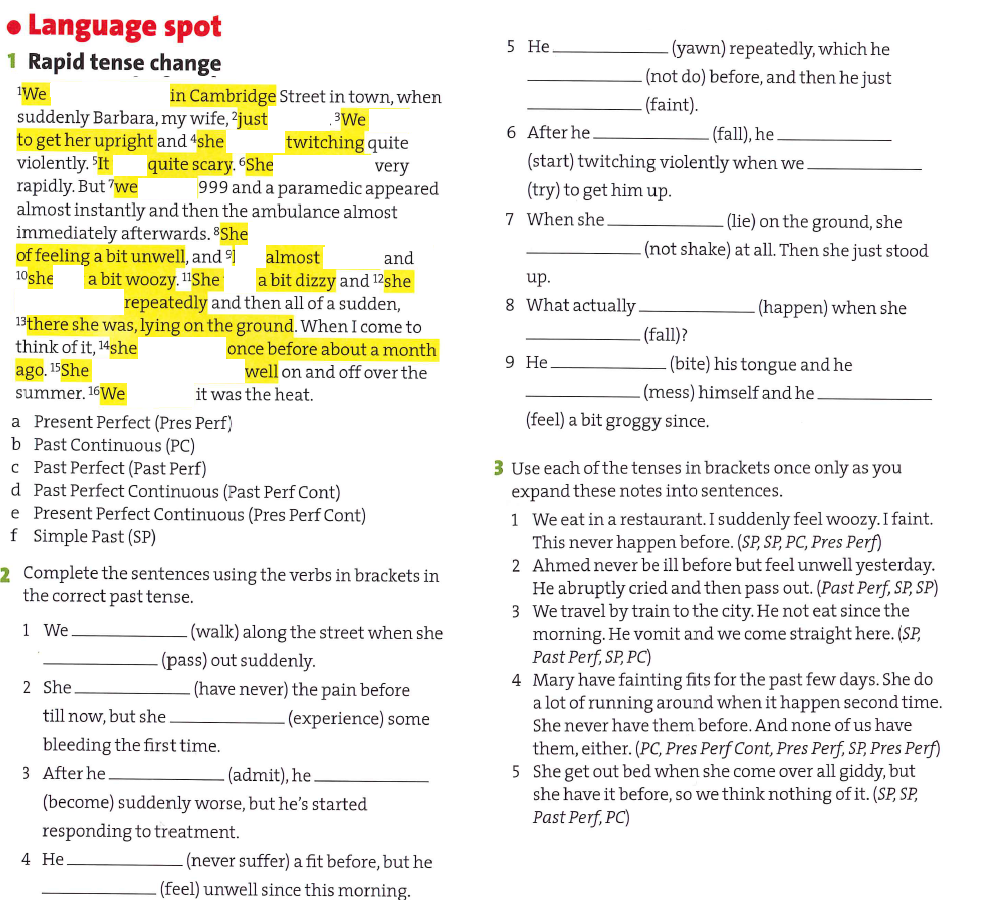 • Language spot
1 Rapid tense change
¹We in Cambridge Street in town, when
suddenly Barbara, my wife, ²just .³We
to get her upright and ⁴she twitching quite
violently. ⁵It quite scary. ⁶She very
rapidly. But ⁷we 999 and a paramedic appeared
almost instantly and then the ambulance almost
immediately afterwards. ⁸She
of feeling a bit unwell, and ⁹I almost and
¹⁰she a bit woozy. ¹¹She a bit dizzy and ¹²she
repeatedly and then all of a sudden,
¹³there she was, lying on the ground. When I come to
think of it, ¹⁴she once before about a month
ago. ¹⁵She well on and off over the
summer. ¹⁶We it was the heat.
a Present Perfect (Pres Perf)
b Past Continuous (PC)
c Past Perfect (Past Perf)
d Past Perfect Continuous (Past Perf Cont)
e Present Perfect Continuous (Pres Perf Cont)
f Simple Past (SP)
2 Complete the sentences using the verbs in brackets in
the correct past tense.
1 We ____________ (walk) along the street when she
____________ (pass) out suddenly.
2 She ____________ (have never) the pain before
till now, but she ____________ (experience) some
bleeding the first time.
3 After he ____________ (admit), he ____________
(become) suddenly worse, but he's started
responding to treatment.
4 He ____________ (never suffer) a fit before, but he
____________ (feel) unwell since this morning.
5 He ____________ (yawn) repeatedly, which he
____________ (not do) before, and then he just
____________ (faint).
6 After he ____________ (fall), he ____________
(start) twitching violently when we ____________
(try) to get him up.
7 When she ____________ (lie) on the ground, she
____________ (not shake) at all. Then she just stood
up.
8 What actually ____________ (happen) when she
____________ (fall)?
9 He ____________ (bite) his tongue and he
____________ (mess) himself and he ____________
(feel) a bit groggy since.
3 Use each of the tenses in brackets once only as you
expand these notes into sentences.
1 We eat in a restaurant. I suddenly feel woozy. I faint.
This never happen before. (SP, SP, PC, Pres Perf)
2 Ahmed never be ill before but feel unwell yesterday.
He abruptly cried and then pass out. (Past Perf, SP, SP)
3 We travel by train to the city. He not eat since the
morning. He vomit and we come straight here. (SP,
Past Perf, SP, PC)
4 Mary have fainting fits for the past few days. She do
a lot of running around when it happen second time.
She never have them before. And none of us have
them, either. (PC, Pres Perf Cont, Pres Perf, SP, Pres Perf)
5 She get out bed when she come over all giddy, but
she have it before, so we think nothing of it. (SP, SP,
Past Perf, PC)